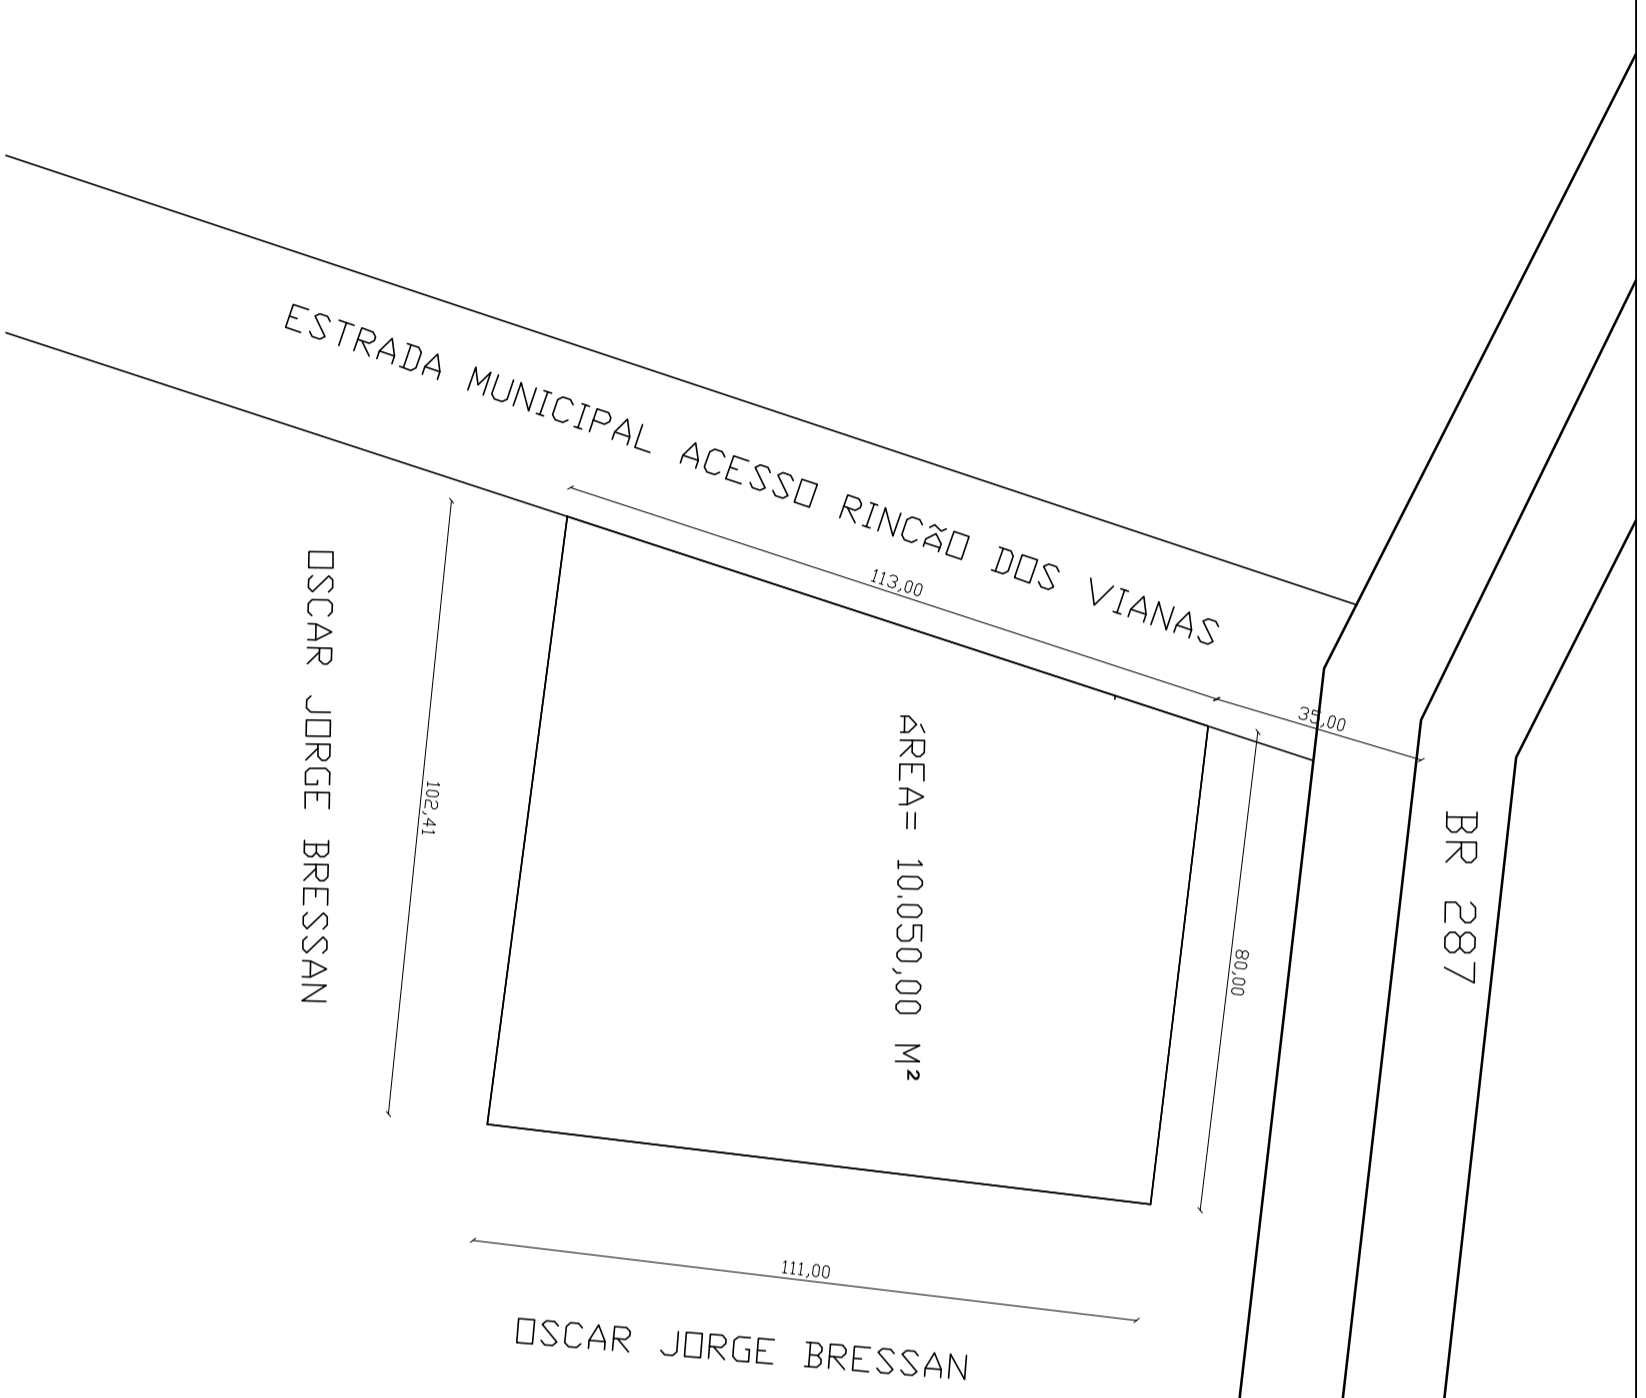 ESTRADA MUNICIPAL ACESSO RINCÃO DOS VIANAS
113,00
35,00
OSCAR JORGE BRESSAN
102,41
ÁREA= 10.050,00 M²
80,00
BR 287
111,00
OSCAR JORGE BRESSAN